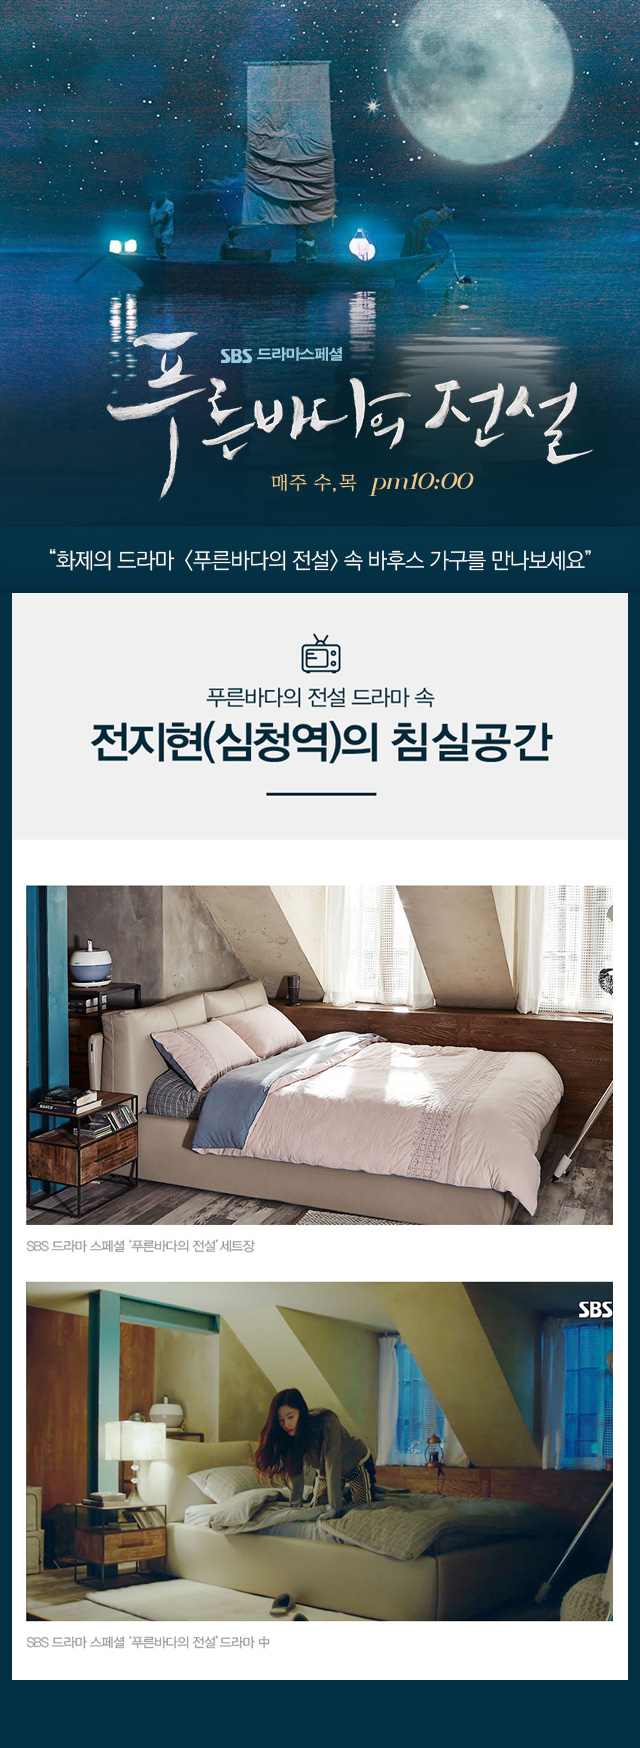 SBS 드라마스페셜
푸른바다의 전설
매주 수,목 pm10:00
“화제의 드라마 <푸른바다의 전설> 속 바후스 가구를 만나보세요”
푸른바다의 전설 드라마 속
전지현(심청역)의 침실공간
SBS 드라마 스페셜 ‘푸른바다의 전설’ 세트장
SBS
SBS 드라마 스페셜 ‘푸른바다의 전설’ 드라마 中